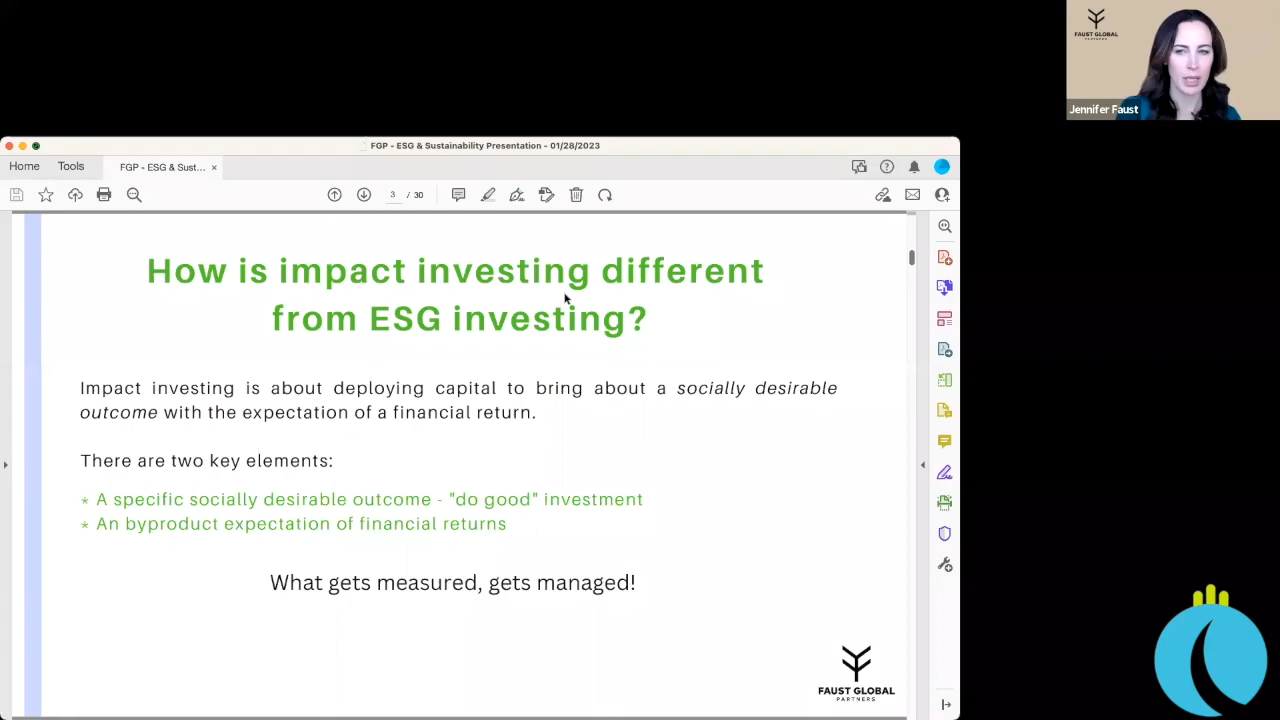 FAUST GLOBAL
PARTNERS
Jennifer Faust
FGP - ESG & Sustainability Presentation - 01/28/2023
Home Tools FGP - ESG & Sust... ×
3 / 30
How is impact investing different
from ESG investing?
Impact investing is about deploying capital to bring about a socially desirable
outcome with the expectation of a financial return.
There are two key elements:
* A specific socially desirable outcome - "do good" investment
* An byproduct expectation of financial returns
What gets measured, gets managed!
FAUST GLOBAL
PARTNERS